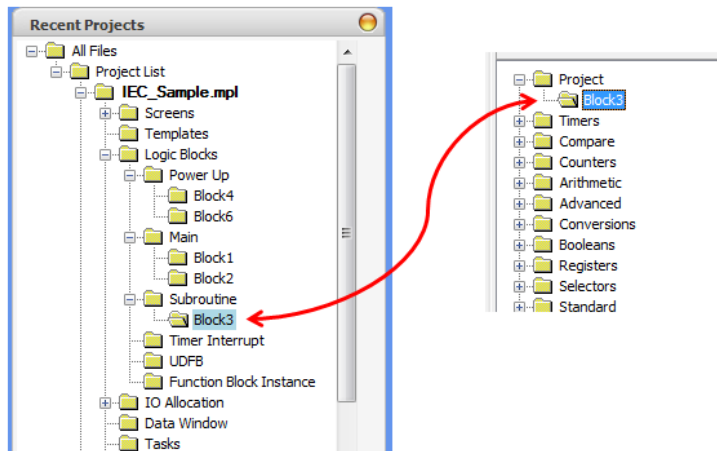 Recent Projects
All Files
Project List
IEC_Sample.mpl
Screens
Templates
Logic Blocks
Power Up
Block4
Block6
Main
Block1
Block2
Subroutine
Block3
Timer Interrupt
UDFB
Function Block Instance
IO Allocation
Data Window
Tasks
Project
Block3
Timers
Compare
Counters
Arithmetic
Advanced
Conversions
Booleans
Registers
Selectors
Standard